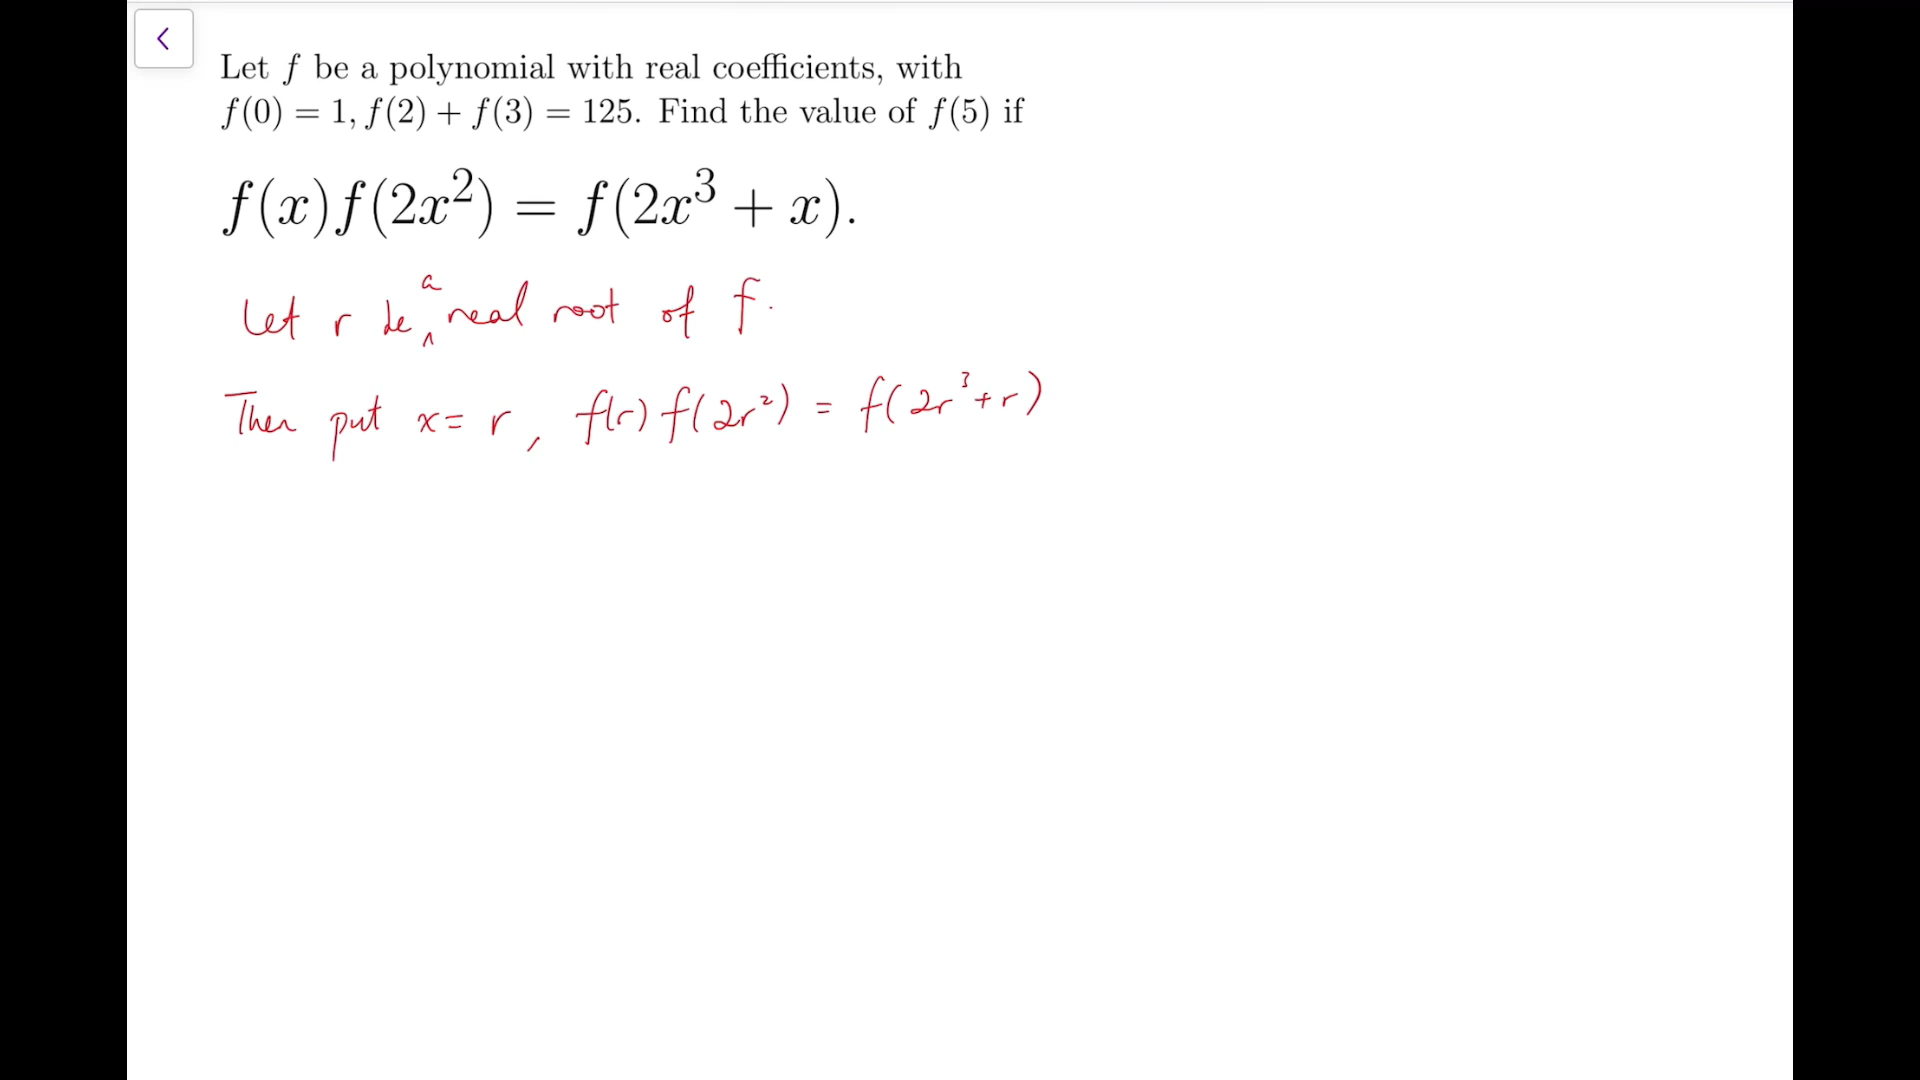 Let f be a polynomial with real coefficients, with
f(0) = 1, f(2) + f(3) = 125. Find the value of f(5) if
f(x)f(2x²) = f(2x³ + x).
Let r be a real root of f.
Then put x = r, f(r) f(2r²) = f(2r³+r)